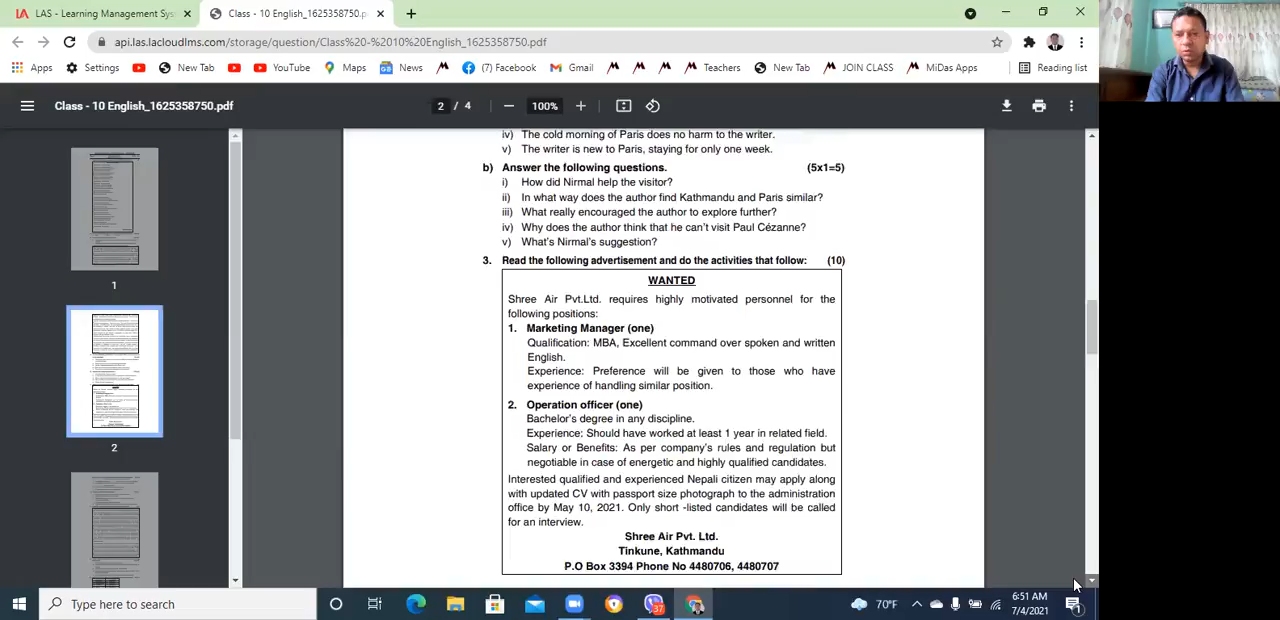 LAS - Learning Management Sys
Class - 10 English_1625358750.p
api.las.lacloudlms.com/storage/question/Class%20-%2010%20English_1625358750.pdf
Settings
New Tab
YouTube
Maps
News
Gmail
Teachers
New Tab
JOIN CLASS
MiDas Apps
Reading list
Class - 10 English_1625358750.pdf
2 / 4
100%
1
2
iv) The cold morning of Paris does no harm to the writer.
v) The writer is new to Paris, staying for only one week.
b) Answer the following questions. (5x1=5)
i) How did Nirmal help the visitor?
ii) In what way does the author find Kathmandu and Paris similar?
iii) What really encouraged the author to explore further?
iv) Why does the author think that he can't visit Paul Cézanne?
v) What's Nirmal's suggestion?
3. Read the following advertisement and do the activities that follow: (10)
WANTED
Shree Air Pvt.Ltd. requires highly motivated personnel for the
following positions:
1. Marketing Manager (one)
Qualification: MBA, Excellent command over spoken and written
English.
Experience: Preference will be given to those who have
experience of handling similar position.
2. Operation officer (one)
Bachelor's degree in any discipline.
Experience: Should have worked at least 1 year in related field.
Salary or Benefits: As per company's rules and regulation but
negotiable in case of energetic and highly qualified candidates.
Interested qualified and experienced Nepali citizen may apply along
with updated CV with passport size photograph to the administration
office by May 10, 2021. Only short -listed candidates will be called
for an interview.
Shree Air Pvt. Ltd.
Tinkune, Kathmandu
P.O Box 3394 Phone No 4480706, 4480707
Type here to search
37
70°F
6:51 AM
7/4/2021
1